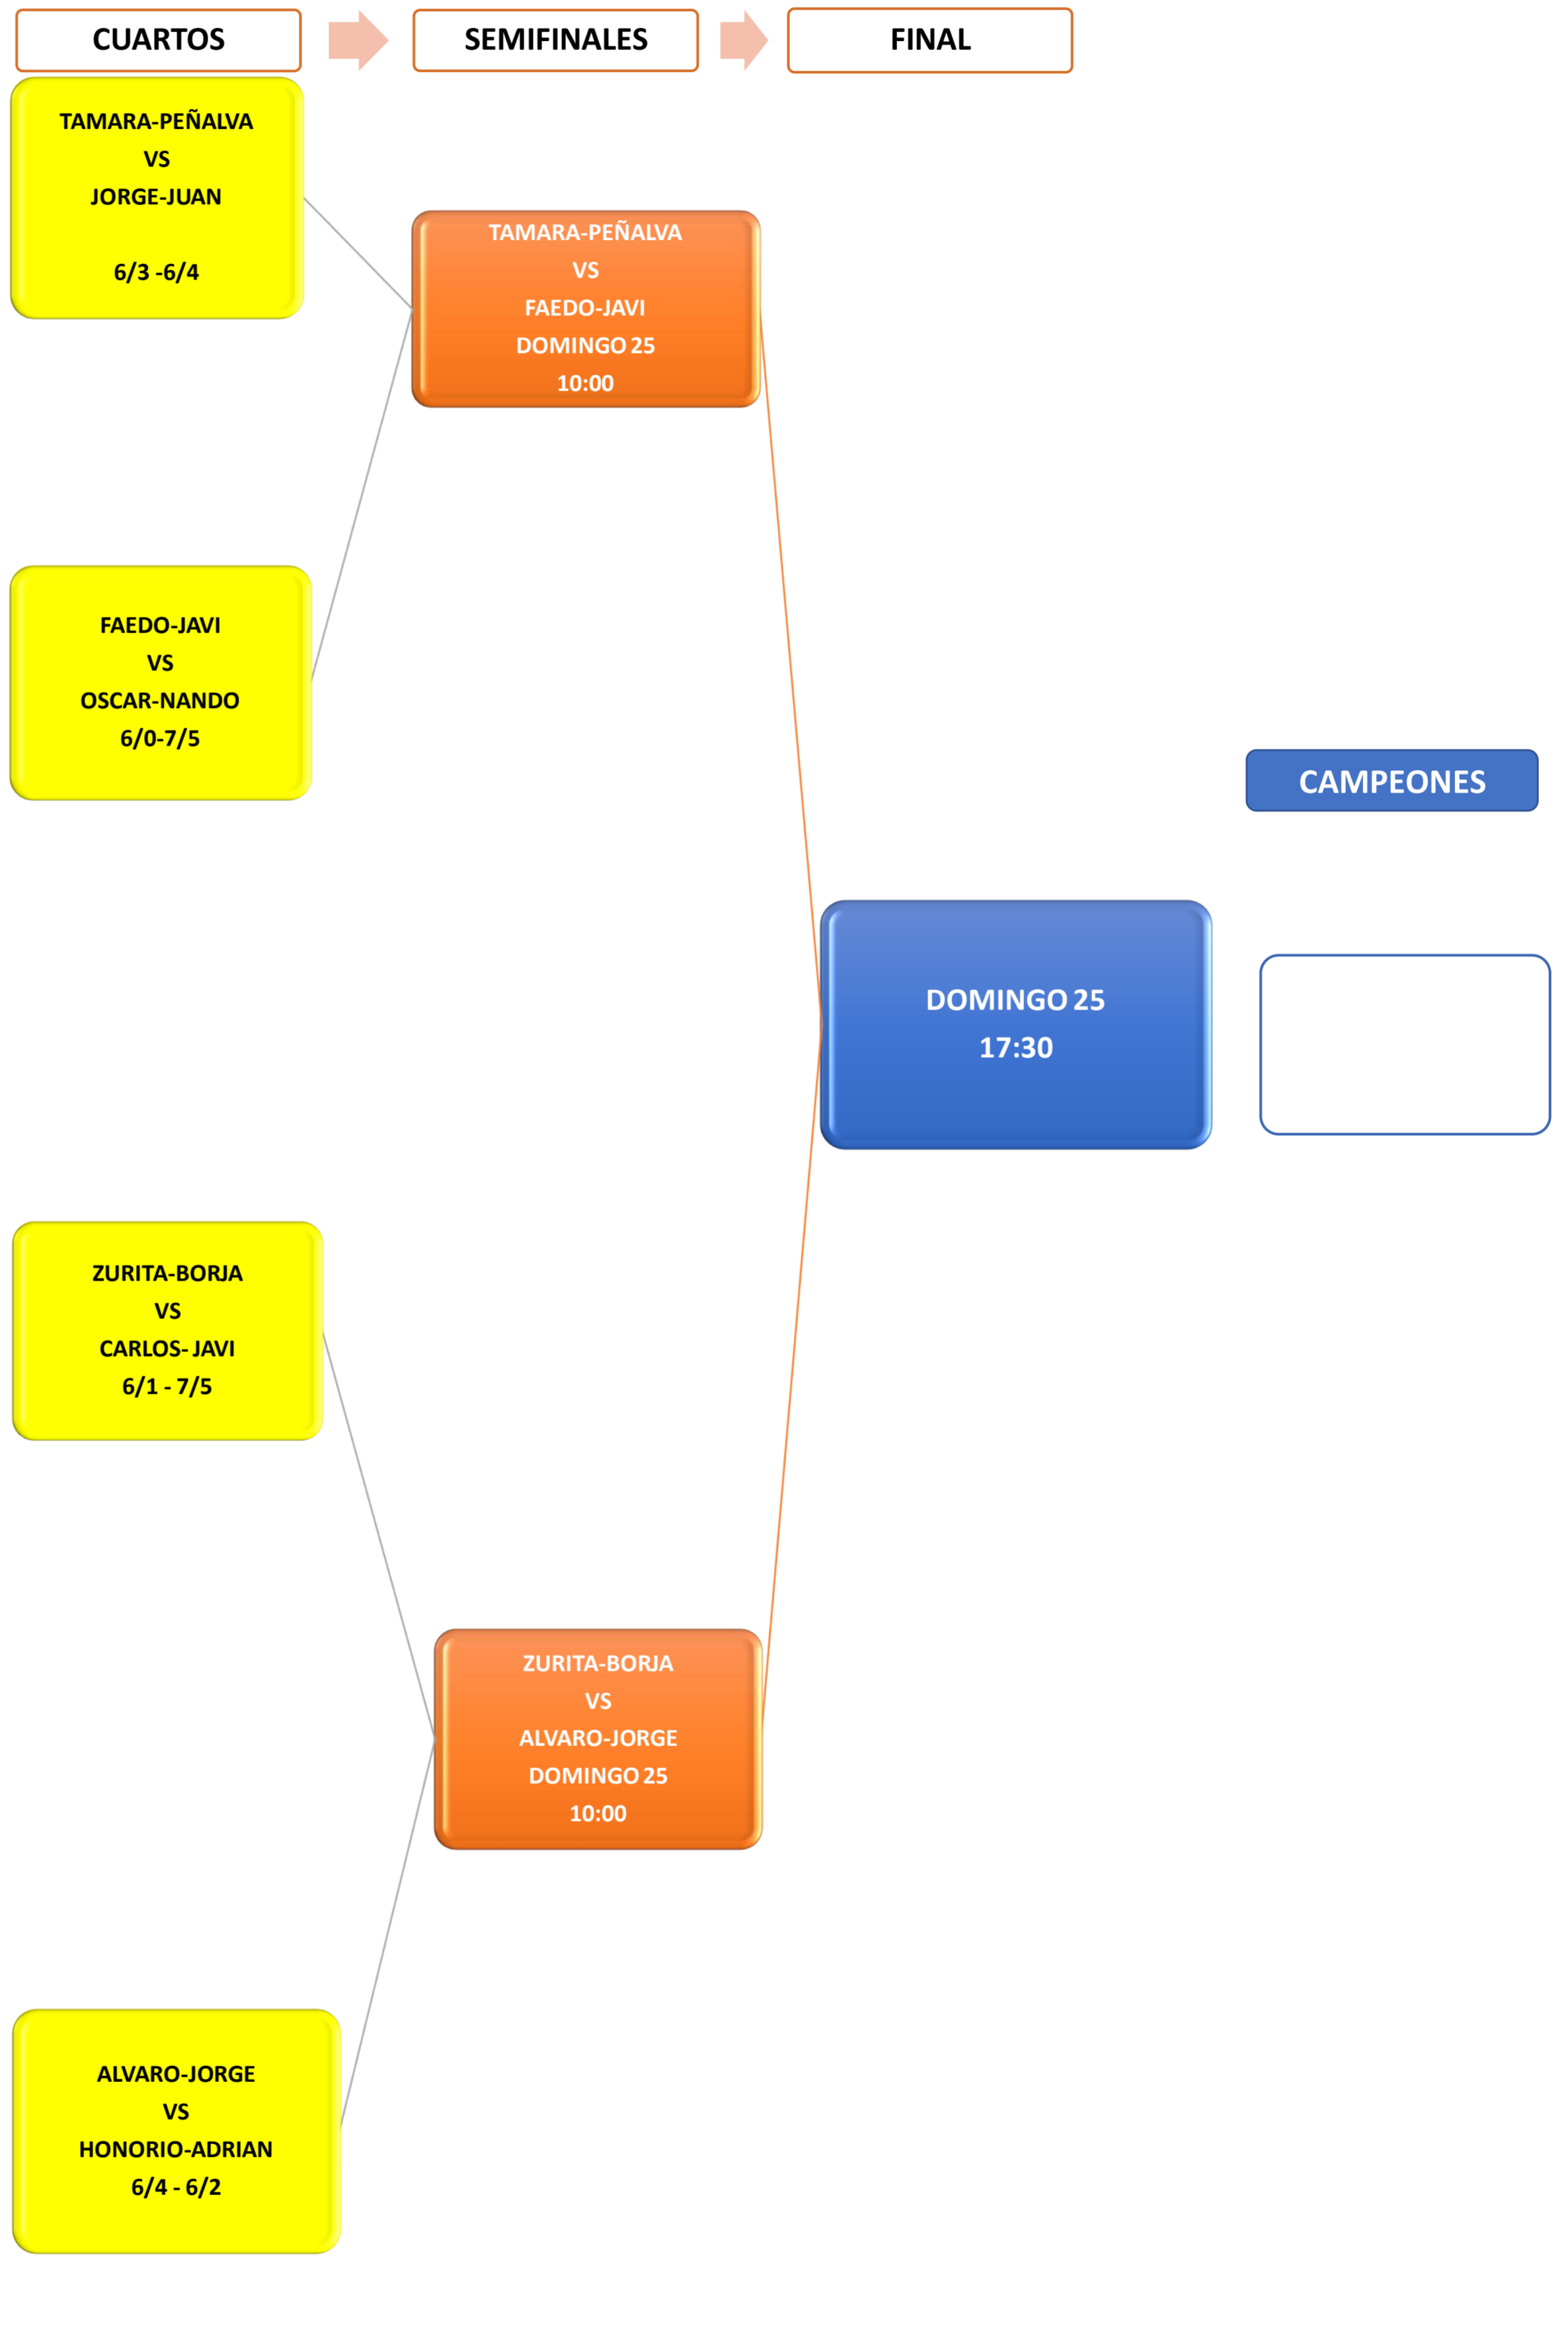 CUARTOS
SEMIFINALES
FINAL
TAMARA-PEÑALVA
VS
JORGE-JUAN
6/3 -6/4
TAMARA-PEÑALVA
VS
FAEDO-JAVI
DOMINGO 25
10:00
FAEDO-JAVI
VS
OSCAR-NANDO
6/0-7/5
CAMPEONES
DOMINGO 25
17:30
ZURITA-BORJA
VS
CARLOS- JAVI
6/1 - 7/5
ZURITA-BORJA
VS
ALVARO-JORGE
DOMINGO 25
10:00
ALVARO-JORGE
VS
HONORIO-ADRIAN
6/4 - 6/2